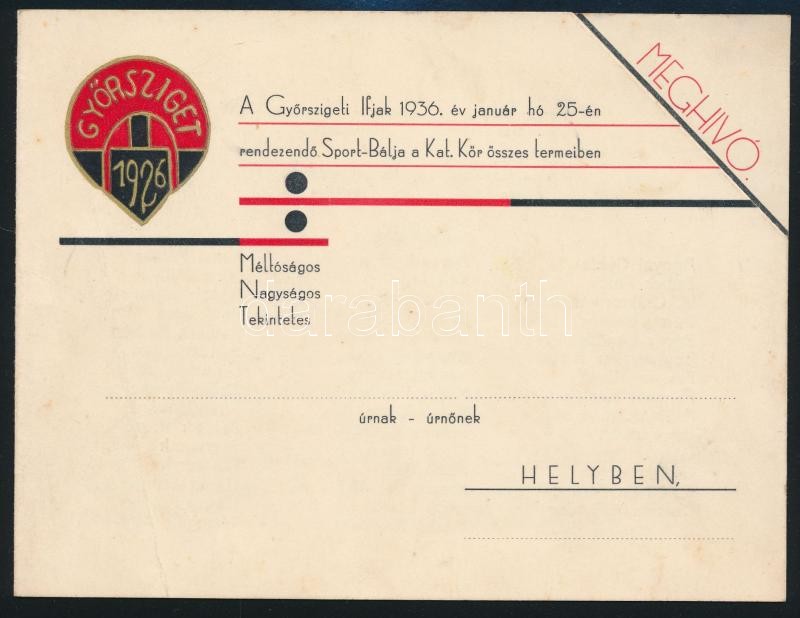 GYŐRSZIGET
1926
MEGHIVÓ.
A Győrszigeti Ifjak 1936. év január hó 25-én
rendezendő Sport-Bálja a Kat. Kör összes termeiben
Méltóságos
Nagyságos
Tekintetes
darabanth
úrnak - úrnőnek
HELYBEN,